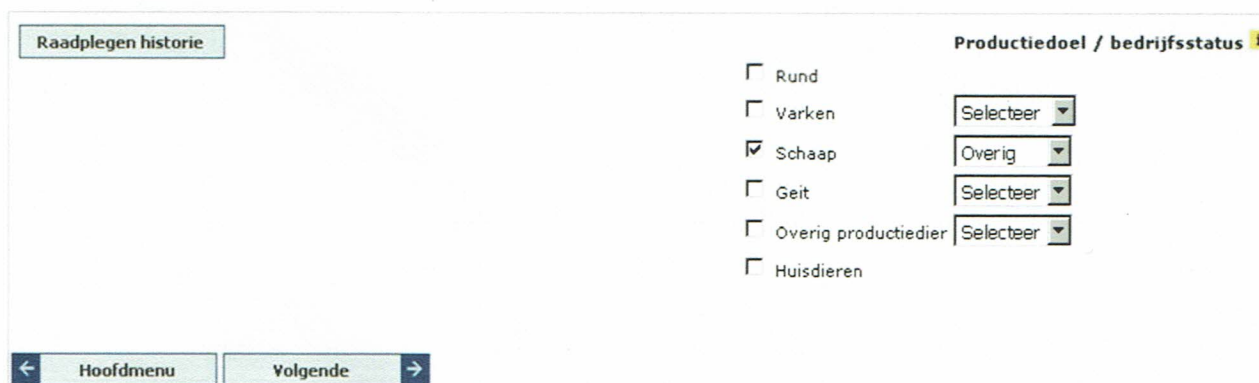 Raadplegen historie
Productiedoel / bedrijfsstatus
Rund
Varken Selecteer
Schaap Overig
Geit Selecteer
Overig productiedier Selecteer
Huisdieren
Hoofdmenu Volgende